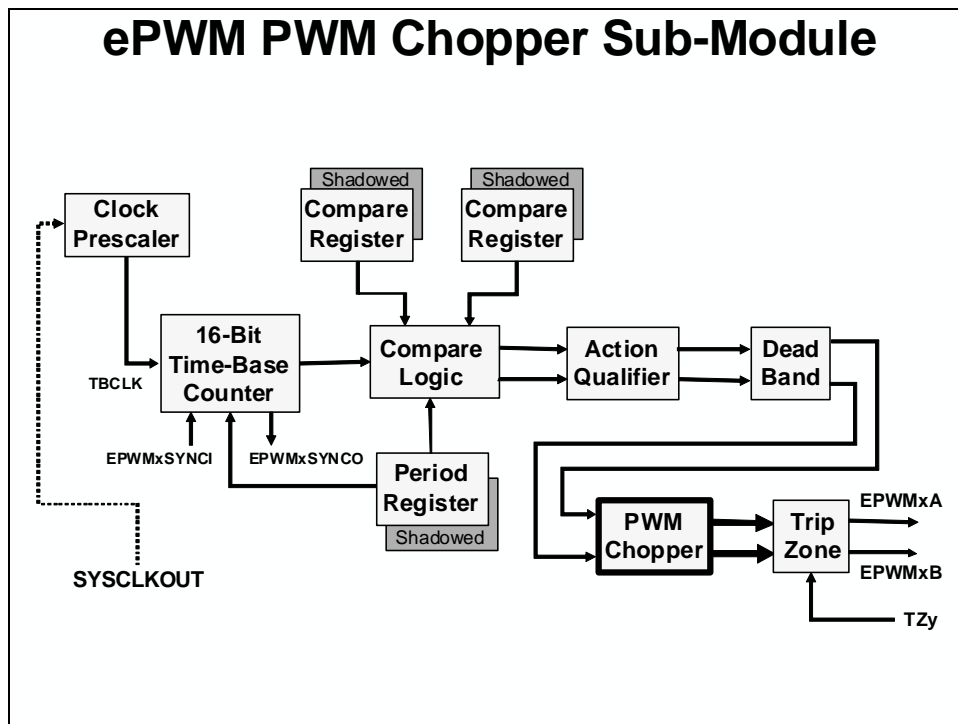 ePWM PWM Chopper Sub-Module
Shadowed
Compare
Register
Shadowed
Compare
Register
Clock
Prescaler
16-Bit
Time-Base
Counter
TBCLK
Compare
Logic
Action
Qualifier
Dead
Band
EPWMxSYNCI
EPWMxSYNCO
Period
Register
Shadowed
PWM
Chopper
Trip
Zone
EPWMxA
EPWMxB
SYSCLKOUT
TZy